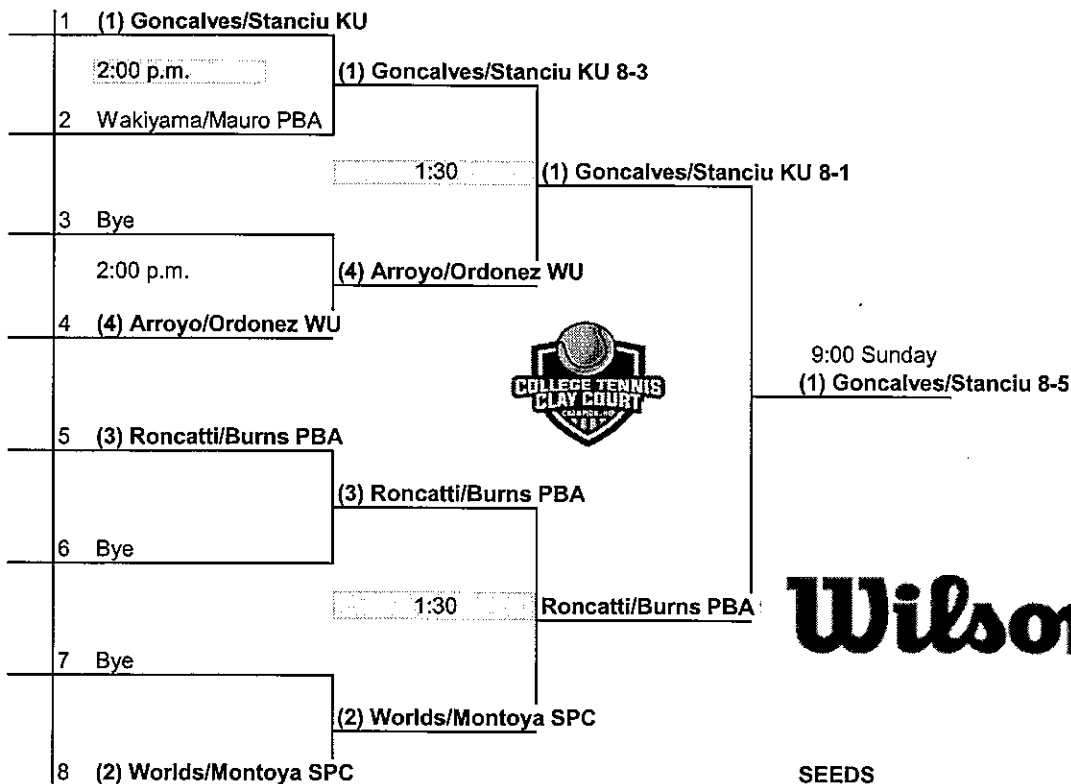 1 (1) Goncalves/Stanciu KU
2:00 p.m.
(1) Goncalves/Stanciu KU 8-3
2 Wakiyama/Mauro PBA
1:30
(1) Goncalves/Stanciu KU 8-1
3 Bye
2:00 p.m.
(4) Arroyo/Ordonez WU
4 (4) Arroyo/Ordonez WU
COLLEGE TENNIS
CLAY COURT
9:00 Sunday
(1) Goncalves/Stanciu 8-5
5 (3) Roncatti/Burns PBA
(3) Roncatti/Burns PBA
6 Bye
1:30
Roncatti/Burns PBA
Wilson
7 Bye
(2) Worlds/Montoya SPC
8 (2) Worlds/Montoya SPC
SEEDS